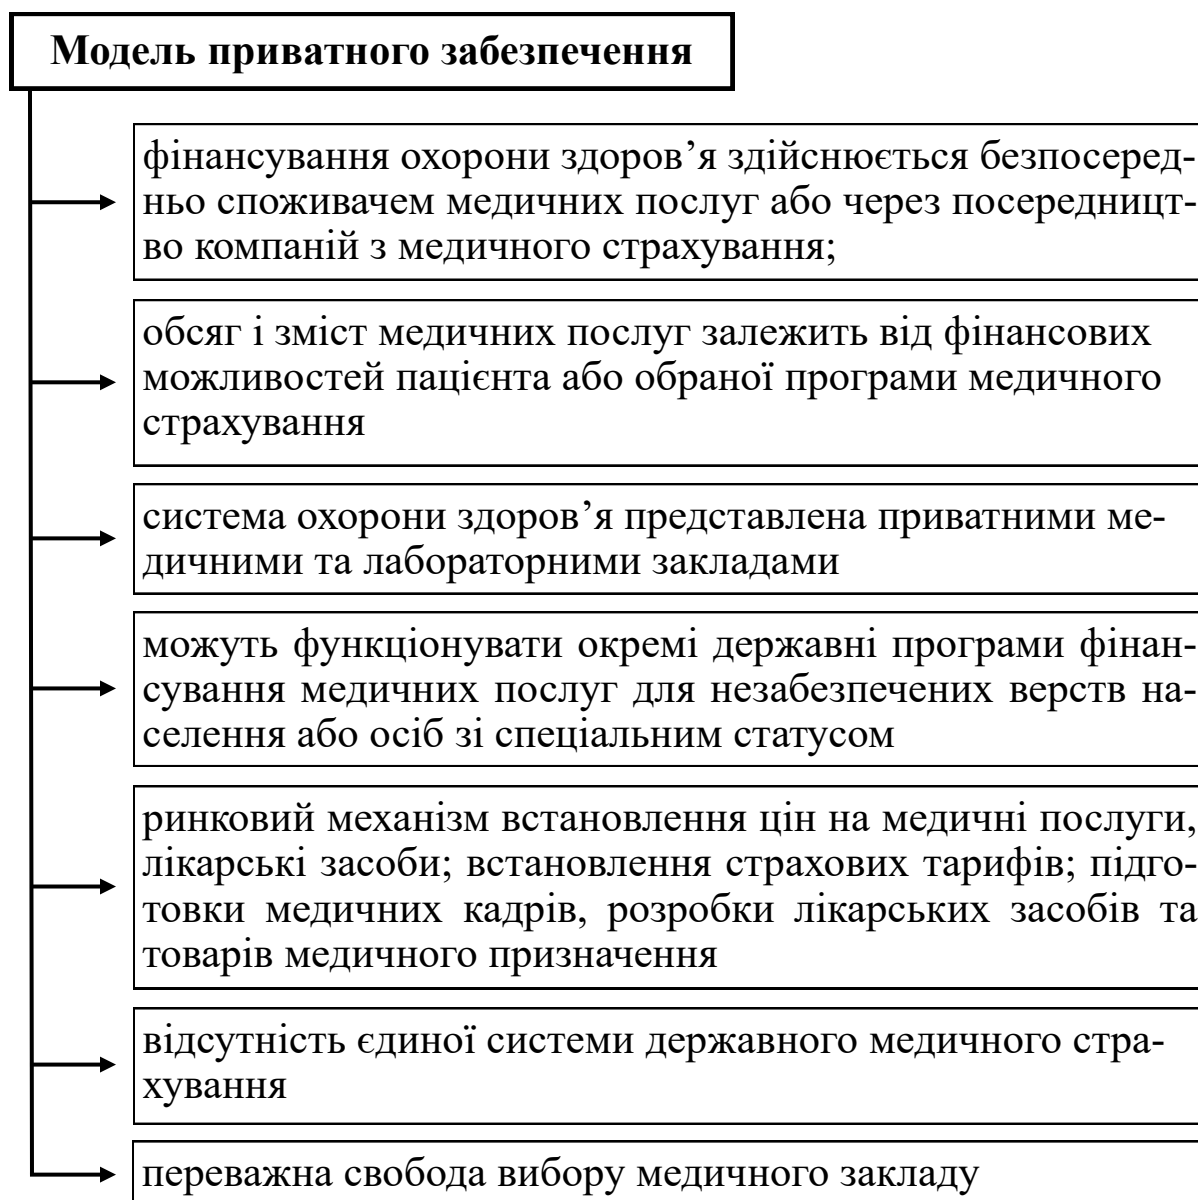 Модель приватного забезпечення
фінансування охорони здоров’я здійснюється безпосеред-
ньо споживачем медичних послуг або через посередницт-
во компаній з медичного страхування;
обсяг і зміст медичних послуг залежить від фінансових
можливостей пацієнта або обраної програми медичного
страхування
система охорони здоров’я представлена приватними ме-
дичними та лабораторними закладами
можуть функціонувати окремі державні програми фінан-
сування медичних послуг для незабезпечених верств на-
селення або осіб зі спеціальним статусом
ринковий механізм встановлення цін на медичні послуги,
лікарські засоби; встановлення страхових тарифів; підго-
товки медичних кадрів, розробки лікарських засобів та
товарів медичного призначення
відсутність єдиної системи державного медичного стра-
хування
переважна свобода вибору медичного закладу